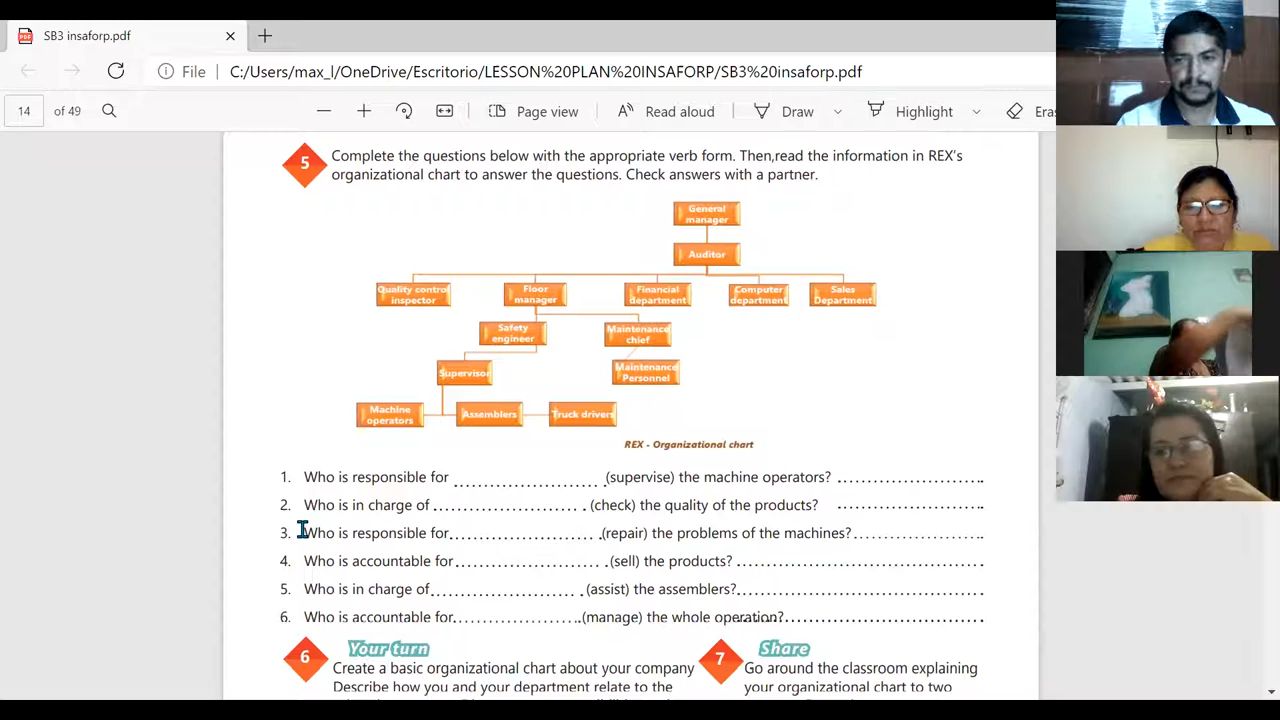 SB3 insaforp.pdf
File
C:/Users/max_l/OneDrive/Escritorio/LESSON%20PLAN%20INSAFORP/SB3%20insaforp.pdf
14 of 49
Page view
Read aloud
Draw
Highlight
Eras
5
Complete the questions below with the appropriate verb form. Then,read the information in REX's
organizational chart to answer the questions. Check answers with a partner.
General
manager
Auditor
Quality control
inspector
Floor
manager
Financial
department
Computer
department
Sales
Department
Safety
engineer
Maintenance
chief
Supervisor
Maintenance
Personnel
Machine
operators
Assemblers
Truck drivers
REX - Organizational chart
1. Who is responsible for ........................ (supervise) the machine operators? ........................
2. Who is in charge of ........................ (check) the quality of the products? ........................
3. Who is responsible for........................ (repair) the problems of the machines? ........................
4. Who is accountable for........................ (sell) the products? ........................
5. Who is in charge of........................ (assist) the assemblers? ........................
6. Who is accountable for........................ (manage) the whole operation? ........................
6
Your turn
Create a basic organizational chart about your company
Describe how you and your department relate to the
7
Share
Go around the classroom explaining
your organizational chart to two